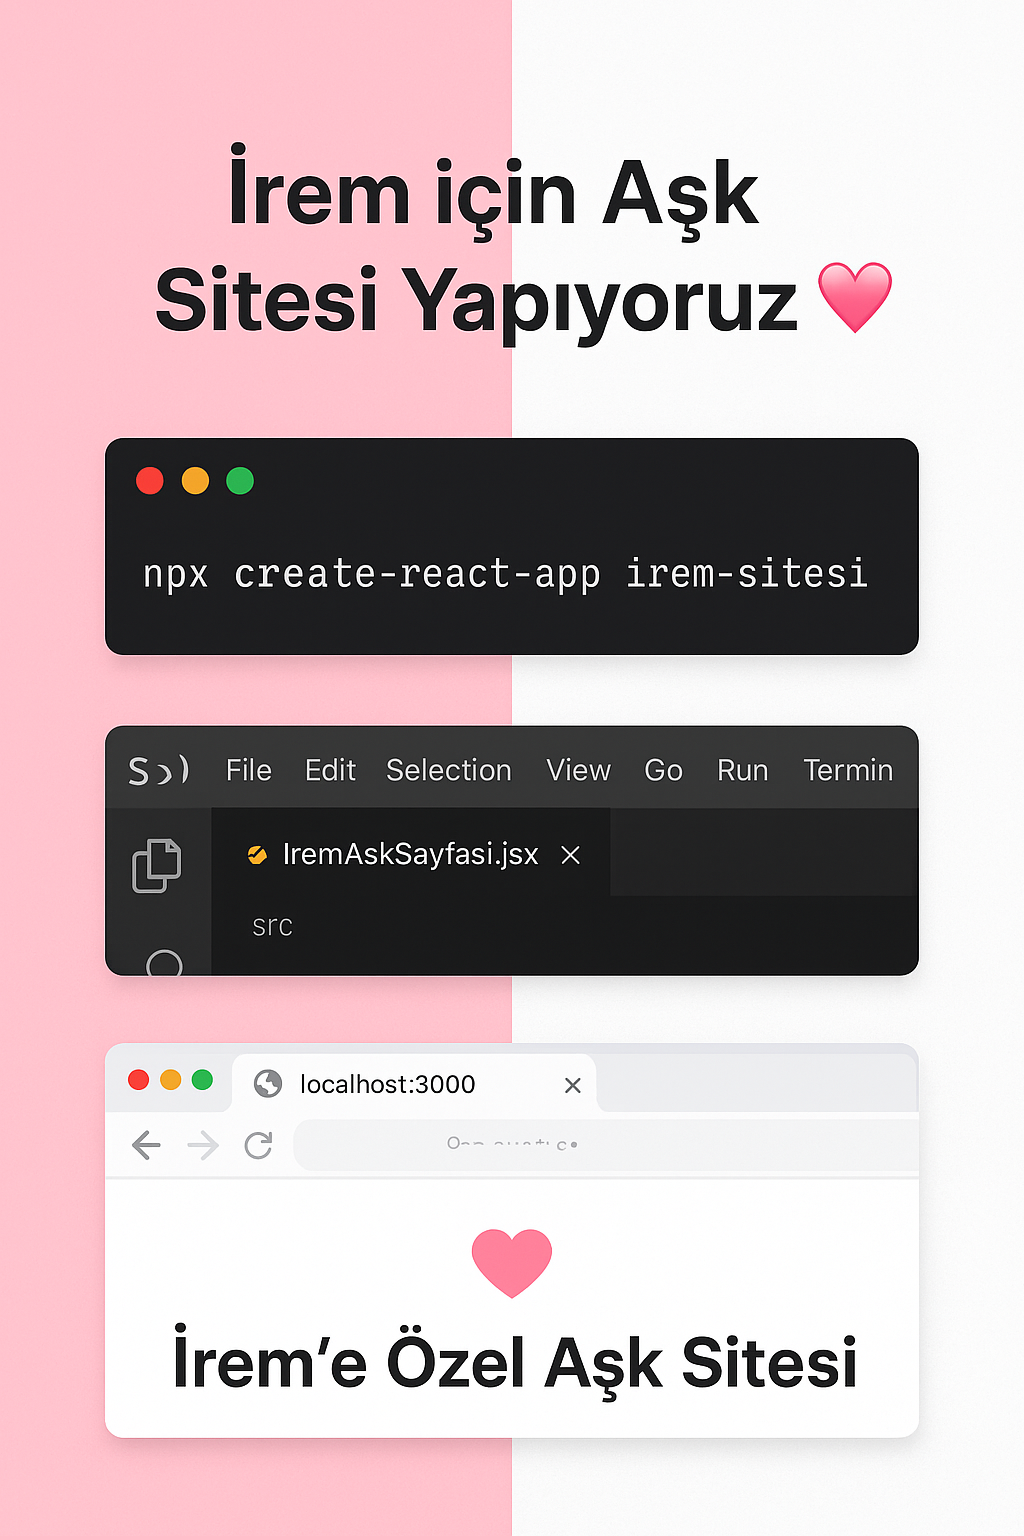 İrem için Aşk
Sitesi Yapıyoruz
npx create-react-app irem-sitesi
File Edit Selection View Go Run Termin
IremAskSayfasi.jsx
src
localhost:3000
İrem’e Özel Aşk Sitesi